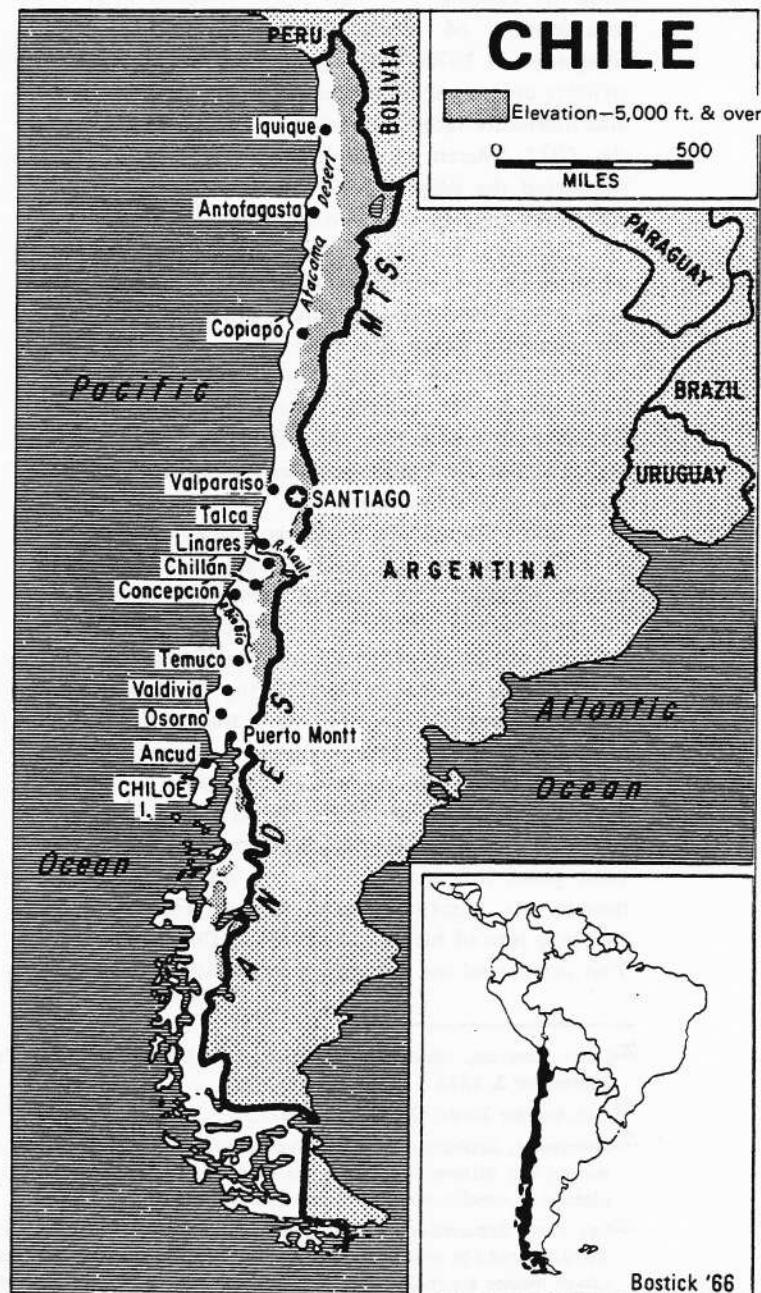 CHILE
Elevation—5,000 ft. & over
0 500
MILES
PERU
BOLIVIA
Iquique
Atacama Desert
Antofagasta
PARAGUAY
MTS.
Copiapó
Pacific
BRAZIL
URUGUAY
Valparaíso
SANTIAGO
Talca
Linares
R. Maule
Chillán
ARGENTINA
Concepción
Temuco
Valdivia
Osorno
Puerto Montt
Atlantic
Ocean
Ancud
CHILOE
I.
Ocean
ANDES
Bostick '66